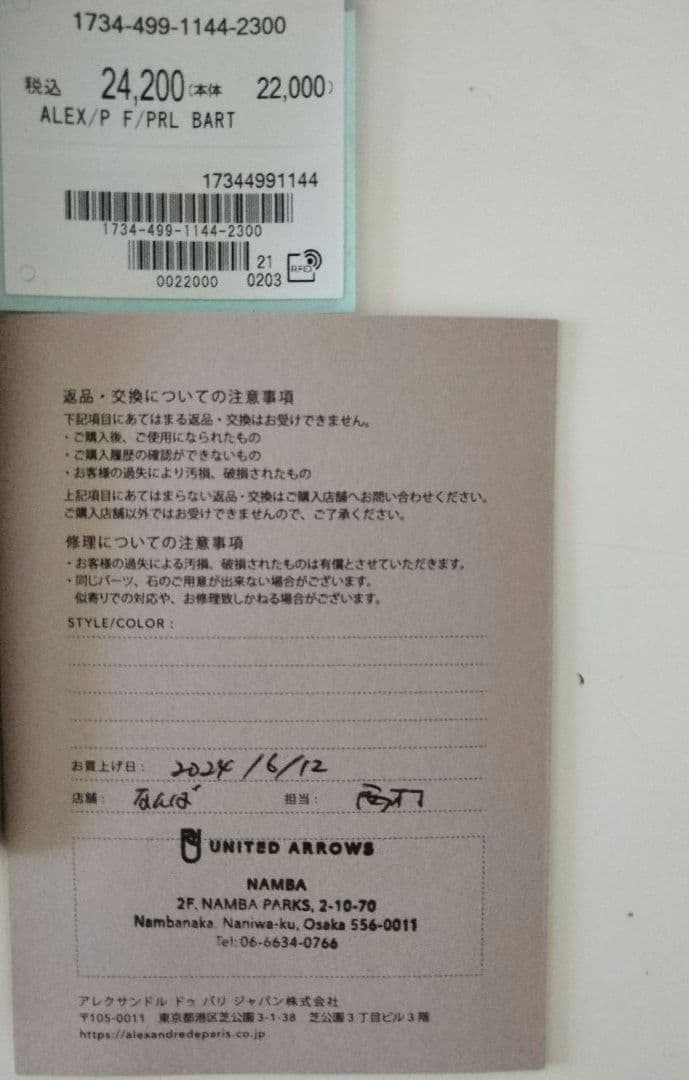 1734-499-1144-2300
税込 24,200(本体 22,000)
ALEX/P F/PRL BART
17344991144
1734-499-1144-2300
21
RFID
0022000 0203
返品・交換についての注意事項
下記項目にあてはまる返品・交換はお受けできません。
・ご購入後、ご使用になられたもの
・ご購入履歴の確認ができないもの
・お客様の過失により汚損、破損されたもの
上記項目にあてはまらない返品・交換はご購入店舗へお問い合わせください。
ご購入店舗以外ではお受けできませんので、ご了承ください。
修理についての注意事項
・お客様の過失による汚損、破損されたものは有償とさせていただきます。
・同じパーツ、石のご用意が出来ない場合がございます。
似寄りでの対応や、お修理致しかねる場合がございます。
STYLE/COLOR :
お買上げ日 : 2024/6/12
店舗 : なんば 担当 :
UNITED ARROWS
NAMBA
2F, NAMBA PARKS, 2-10-70
Nambanaka, Naniwa-ku, Osaka 556-0011
Tel: 06-6634-0766
アレクサンドル ドゥ パリ ジャパン株式会社
〒105-0011 東京都港区芝公園3-1-38 芝公園3丁目ビル3階
https://alexandredeparis.co.jp